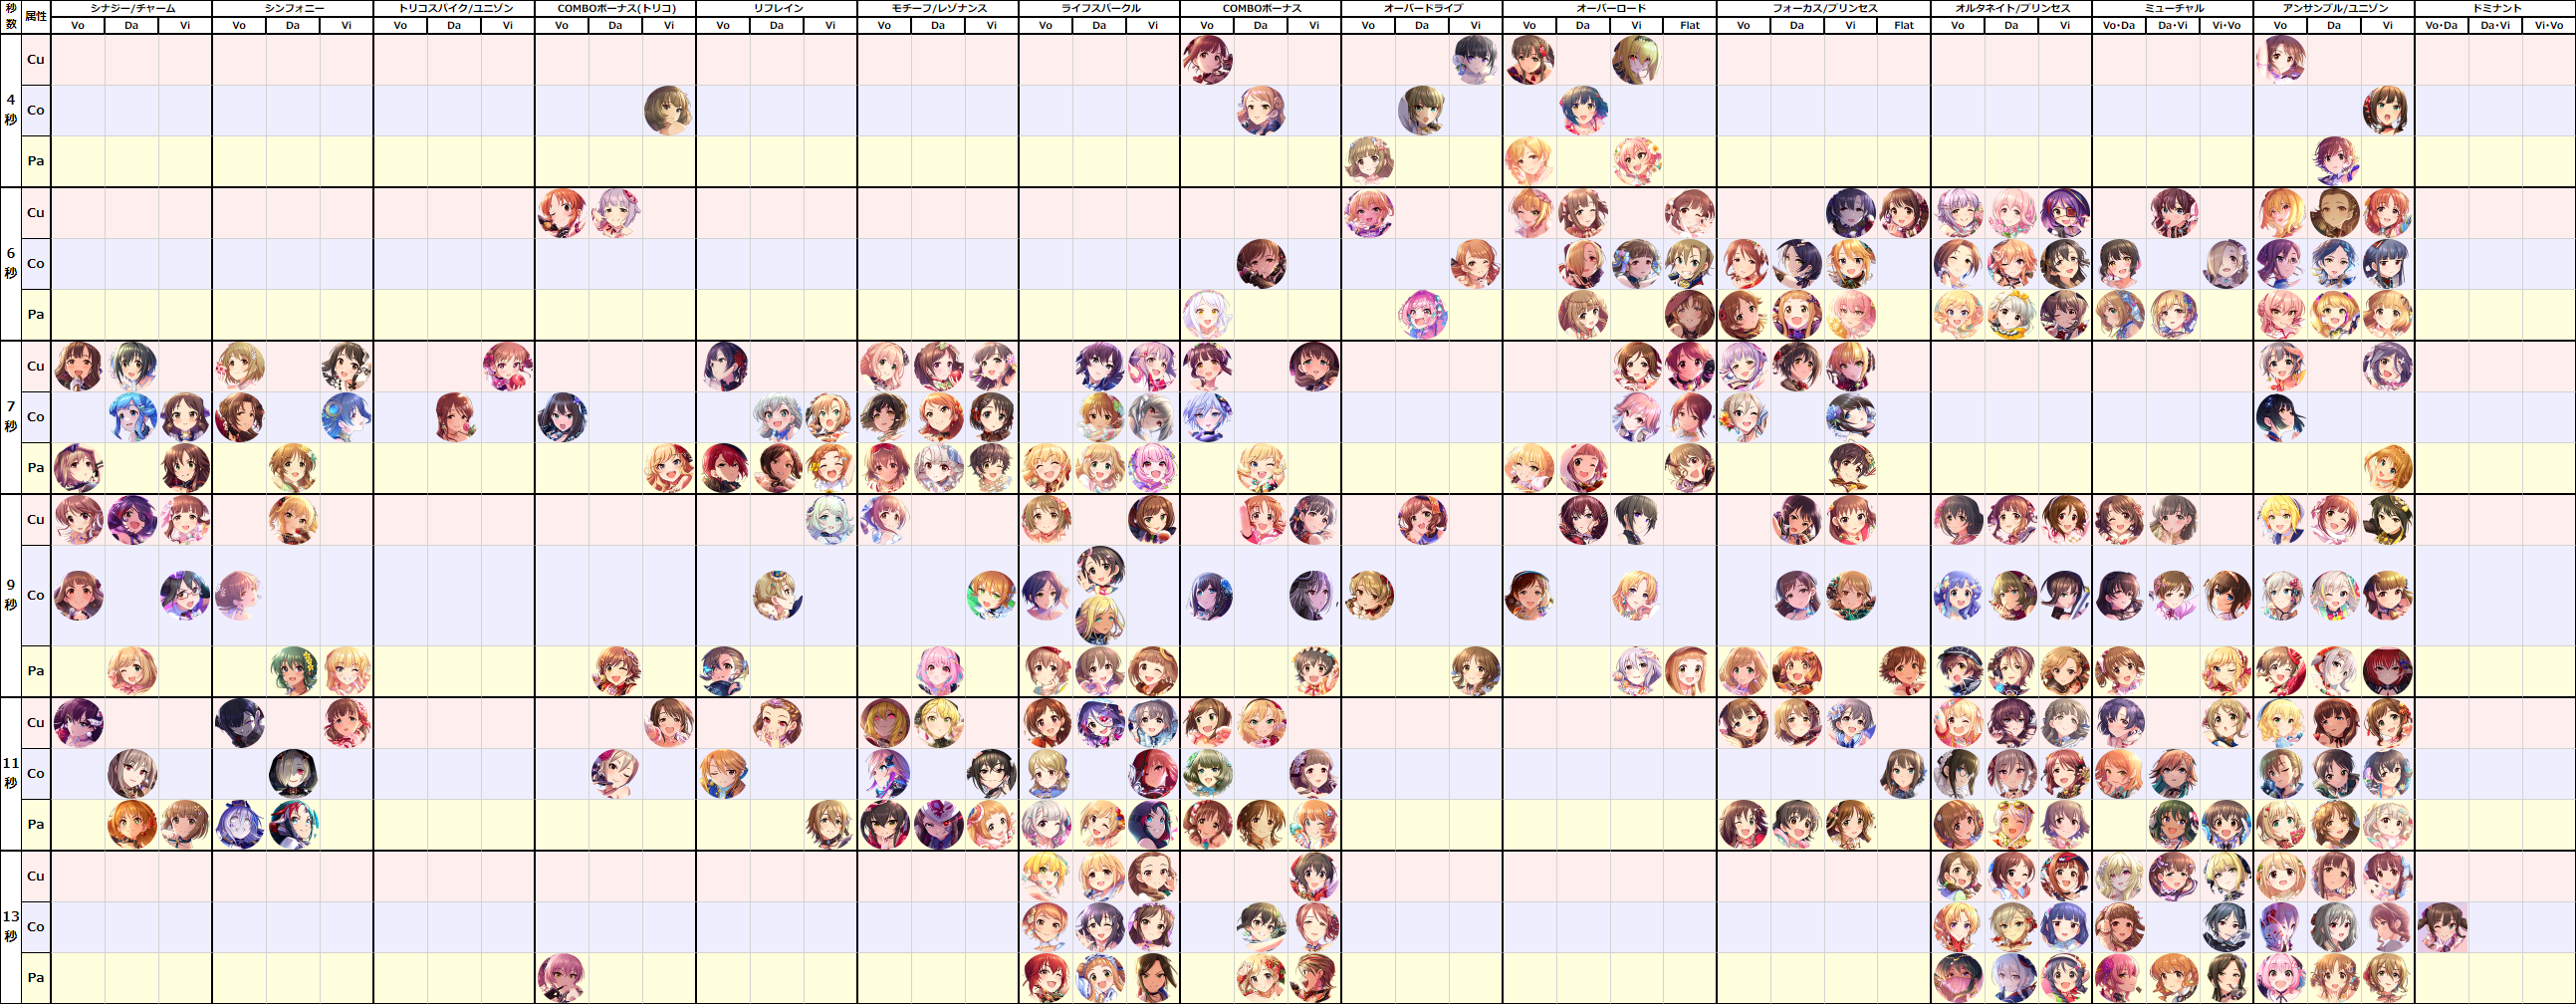 秒数 属性 シナジー/チャーム シンフォニー トリコスパイク/ユニゾン COMBOボーナス(トリコ) リフレイン モチーフ/レゾナンス ライフスパークル COMBOボーナス オーバードライブ オーバーロード フォーカス/プリンセス オルタネイト/プリンセス ミューチャル アンサンブル/ユニゾン ドミナント
Vo Da Vi Vo Da Vi Vo Da Vi Vo Da Vi Vo Da Vi Vo Da Vi Vo Da Vi Vo Da Vi Vo Da Vi Vo Da Vi Flat Vo Da Vi Flat Vo Da Vi Vo・Da Da・Vi Vi・Vo Vo Da Vi Vo・Da Da・Vi Vi・Vo
4秒
Cu
Co
Pa
6秒
Cu
Co
Pa
7秒
Cu
Co
Pa
9秒
Cu
Co
Pa
11秒
Cu
Co
Pa
13秒
Cu
Co
Pa